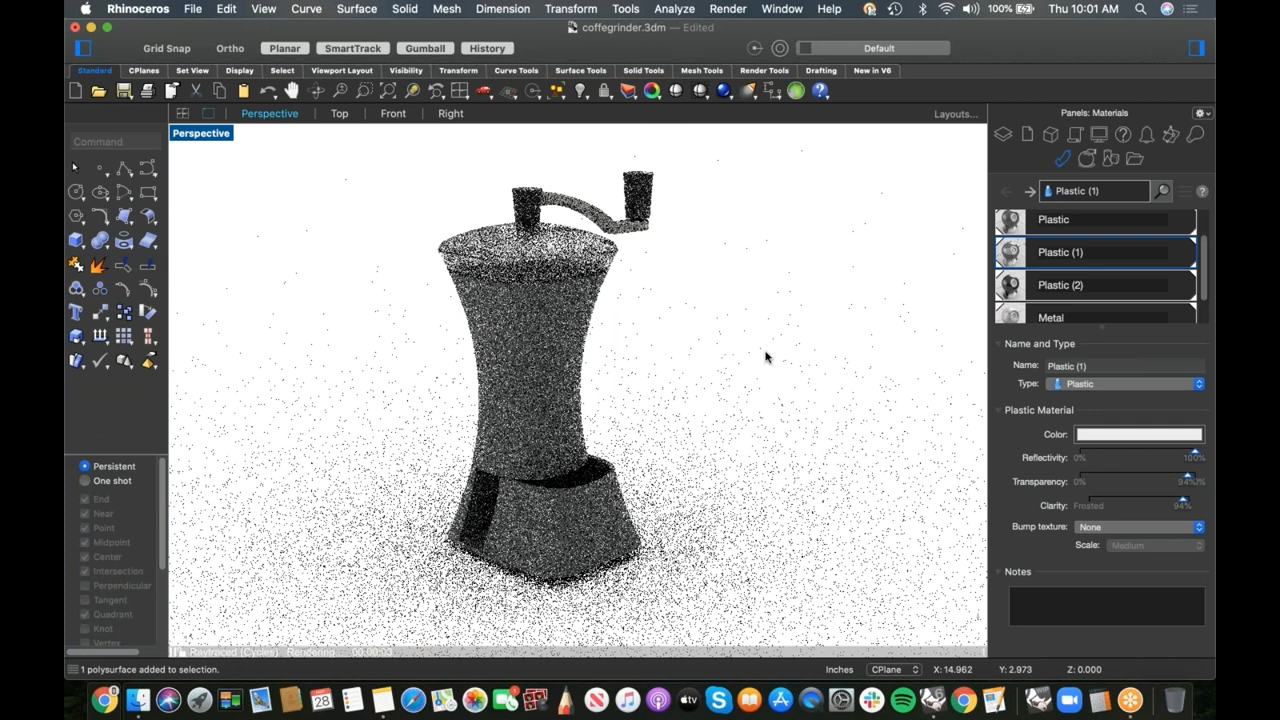 Rhinoceros File Edit View Curve Surface Solid Mesh Dimension Transform Tools Analyze Render Window Help 100% Thu 10:01 AM
coffegrinder.3dm — Edited
Grid Snap Ortho Planar SmartTrack Gumball History Default
Standard CPlanes Set View Display Select Viewport Layout Visibility Transform Curve Tools Surface Tools Solid Tools Mesh Tools Render Tools Drafting New in V6
Perspective Top Front Right Layouts... Panels: Materials
Perspective
Command
Plastic (1)
Plastic
Plastic (1)
Plastic (2)
Metal
Name and Type
Name: Plastic (1)
Type: Plastic
Plastic Material
Color:
Reflectivity: 0% 100%
Transparency: 0% 94%
Clarity: Frosted 94%
Bump texture: None
Scale: Medium
Notes
Persistent
One shot
End
Near
Point
Midpoint
Center
Intersection
Perpendicular
Tangent
Quadrant
Knot
Vertex
Raytraced (Cycles) Rendering
1 polysurface added to selection. Inches CPlane X: 14.962 Y: 2.973 Z: 0.000
28